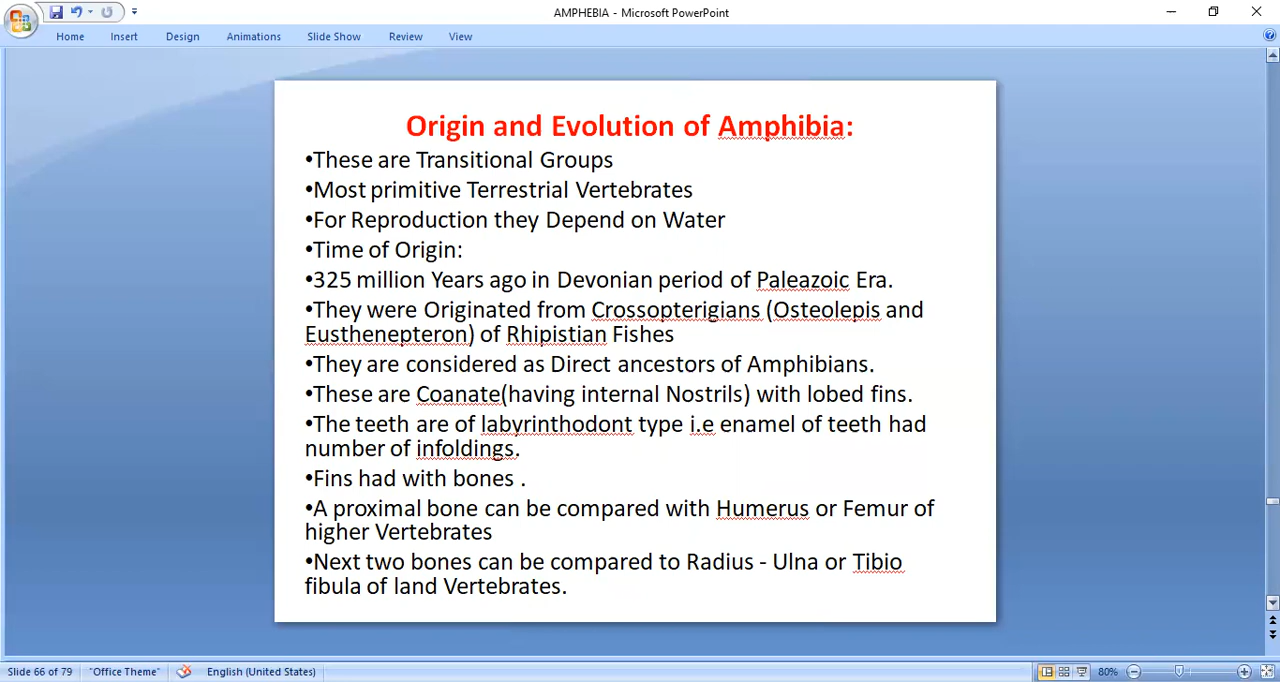 AMPHEBIA - Microsoft PowerPoint
Home Insert Design Animations Slide Show Review View
Origin and Evolution of Amphibia:
•These are Transitional Groups
•Most primitive Terrestrial Vertebrates
•For Reproduction they Depend on Water
•Time of Origin:
•325 million Years ago in Devonian period of Paleazoic Era.
•They were Originated from Crossopterigians (Osteolepis and
Eusthenepteron) of Rhipistian Fishes
•They are considered as Direct ancestors of Amphibians.
•These are Coanate(having internal Nostrils) with lobed fins.
•The teeth are of labyrinthodont type i.e enamel of teeth had
number of infoldings.
•Fins had with bones .
•A proximal bone can be compared with Humerus or Femur of
higher Vertebrates
•Next two bones can be compared to Radius - Ulna or Tibio
fibula of land Vertebrates.
Slide 66 of 79 "Office Theme" English (United States) 80%